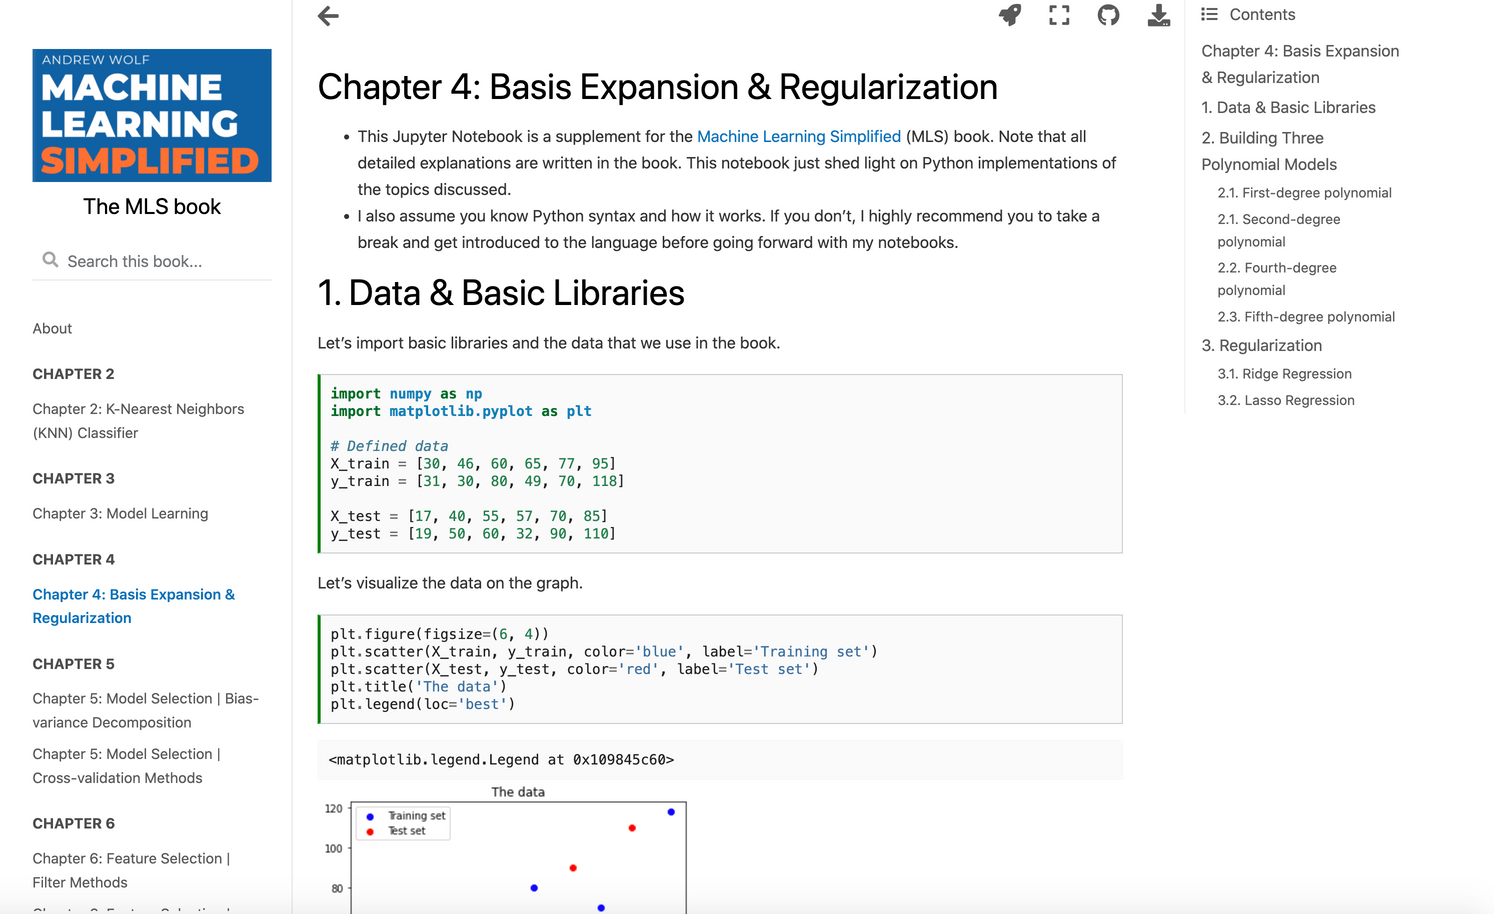 ANDREW WOLF
MACHINE
LEARNING
SIMPLIFIED
The MLS book
Search this book...
About
CHAPTER 2
Chapter 2: K-Nearest Neighbors
(KNN) Classifier
CHAPTER 3
Chapter 3: Model Learning
CHAPTER 4
Chapter 4: Basis Expansion &
Regularization
CHAPTER 5
Chapter 5: Model Selection | Bias-
variance Decomposition
Chapter 5: Model Selection |
Cross-validation Methods
CHAPTER 6
Chapter 6: Feature Selection |
Filter Methods
Chapter 4: Basis Expansion & Regularization
• This Jupyter Notebook is a supplement for the Machine Learning Simplified (MLS) book. Note that all
detailed explanations are written in the book. This notebook just shed light on Python implementations of
the topics discussed.
• I also assume you know Python syntax and how it works. If you don’t, I highly recommend you to take a
break and get introduced to the language before going forward with my notebooks.
1. Data & Basic Libraries
Let’s import basic libraries and the data that we use in the book.
import numpy as np
import matplotlib.pyplot as plt
# Defined data
X_train = [30, 46, 60, 65, 77, 95]
y_train = [31, 30, 80, 49, 70, 118]
X_test = [17, 40, 55, 57, 70, 85]
y_test = [19, 50, 60, 32, 90, 110]
Let’s visualize the data on the graph.
plt.figure(figsize=(6, 4))
plt.scatter(X_train, y_train, color='blue', label='Training set')
plt.scatter(X_test, y_test, color='red', label='Test set')
plt.title('The data')
plt.legend(loc='best')
<matplotlib.legend.Legend at 0x109845c60>
The data
120
Training set
Test set
100
80
Contents
Chapter 4: Basis Expansion
& Regularization
1. Data & Basic Libraries
2. Building Three
Polynomial Models
2.1. First-degree polynomial
2.1. Second-degree
polynomial
2.2. Fourth-degree
polynomial
2.3. Fifth-degree polynomial
3. Regularization
3.1. Ridge Regression
3.2. Lasso Regression